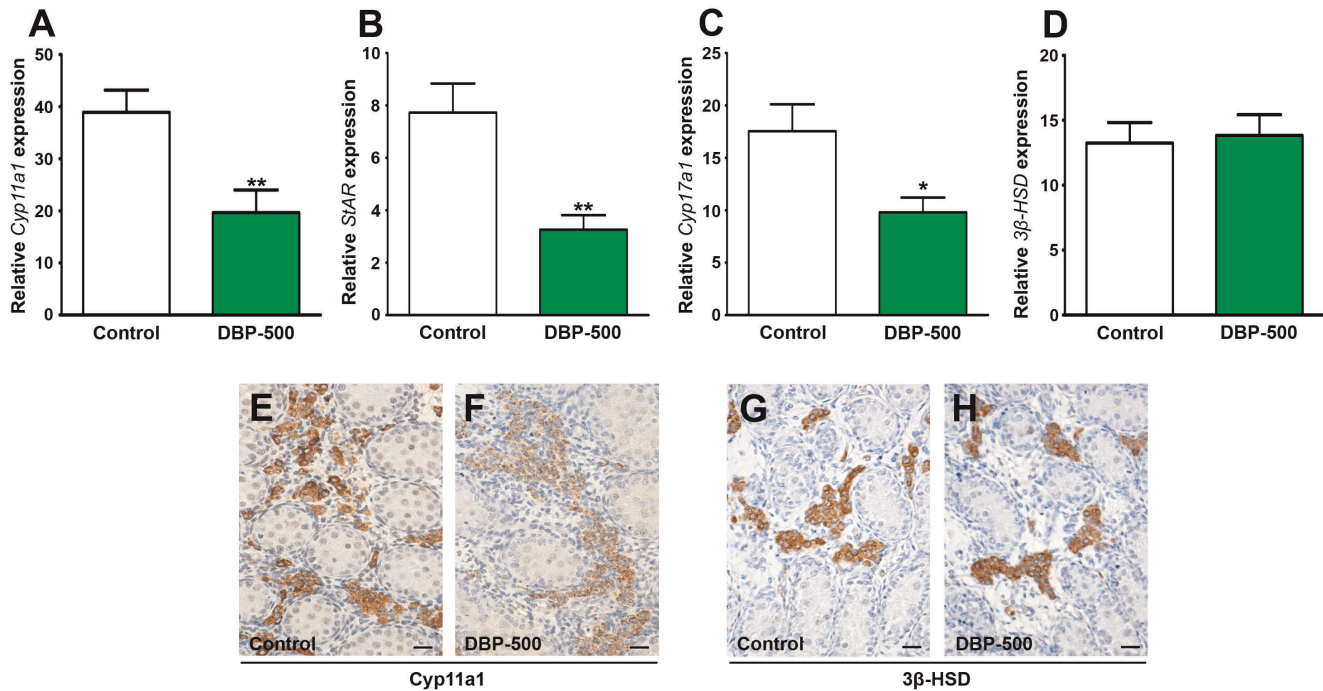 A
Relative Cyp11a1 expression
50
40
30
20
10
0
**
Control
DBP-500
B
Relative StAR expression
10
8
6
4
2
0
**
Control
DBP-500
C
Relative Cyp17a1 expression
25
20
15
10
5
0
*
Control
DBP-500
D
Relative 3β-HSD expression
20
15
10
5
0
Control
DBP-500
E
Control
F
DBP-500
Cyp11a1
G
Control
H
DBP-500
3β-HSD